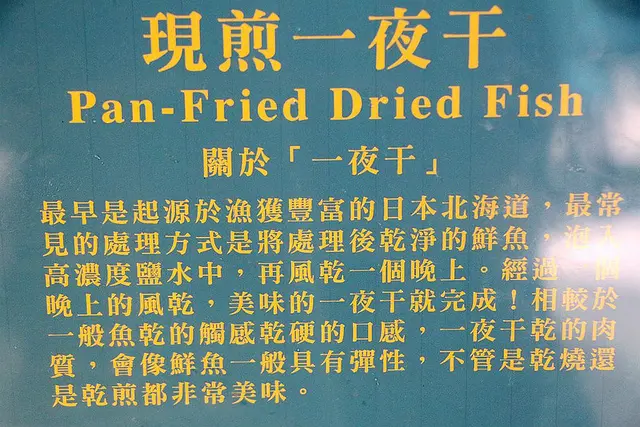 現煎一夜干
Pan-Fried Dried Fish
關於「一夜干」
最早是起源於漁獲豐富的日本北海道，最常
見的處理方式是將處理後乾淨的鮮魚，泡入
高濃度鹽水中，再風乾一個晚上。經過一個
晚上的風乾，美味的一夜干就完成！相較於
一般魚乾的觸感乾硬的口感，一夜干乾的肉
質，會像鮮魚一般具有彈性，不管是乾燒還
是乾煎都非常美味。